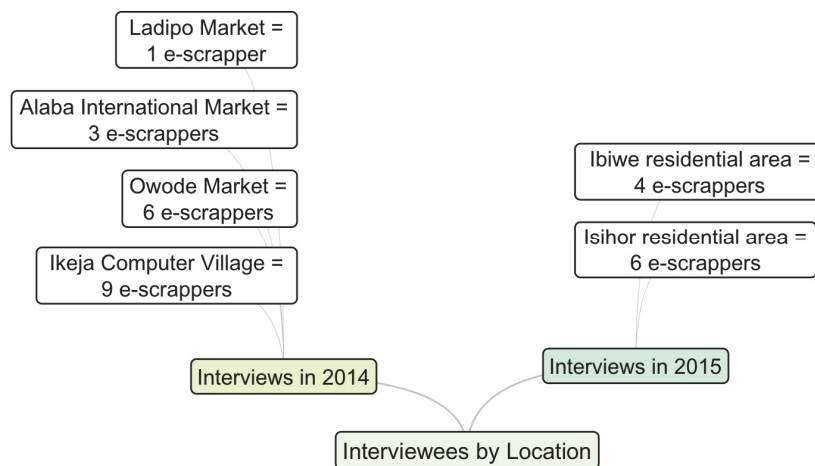 Ladipo Market =
1 e-scrapper
Alaba International Market =
3 e-scrappers
Owode Market =
6 e-scrappers
Ikeja Computer Village =
9 e-scrappers
Interviews in 2014
Ibiwe residential area =
4 e-scrappers
Isihor residential area =
6 e-scrappers
Interviews in 2015
Interviewees by Location